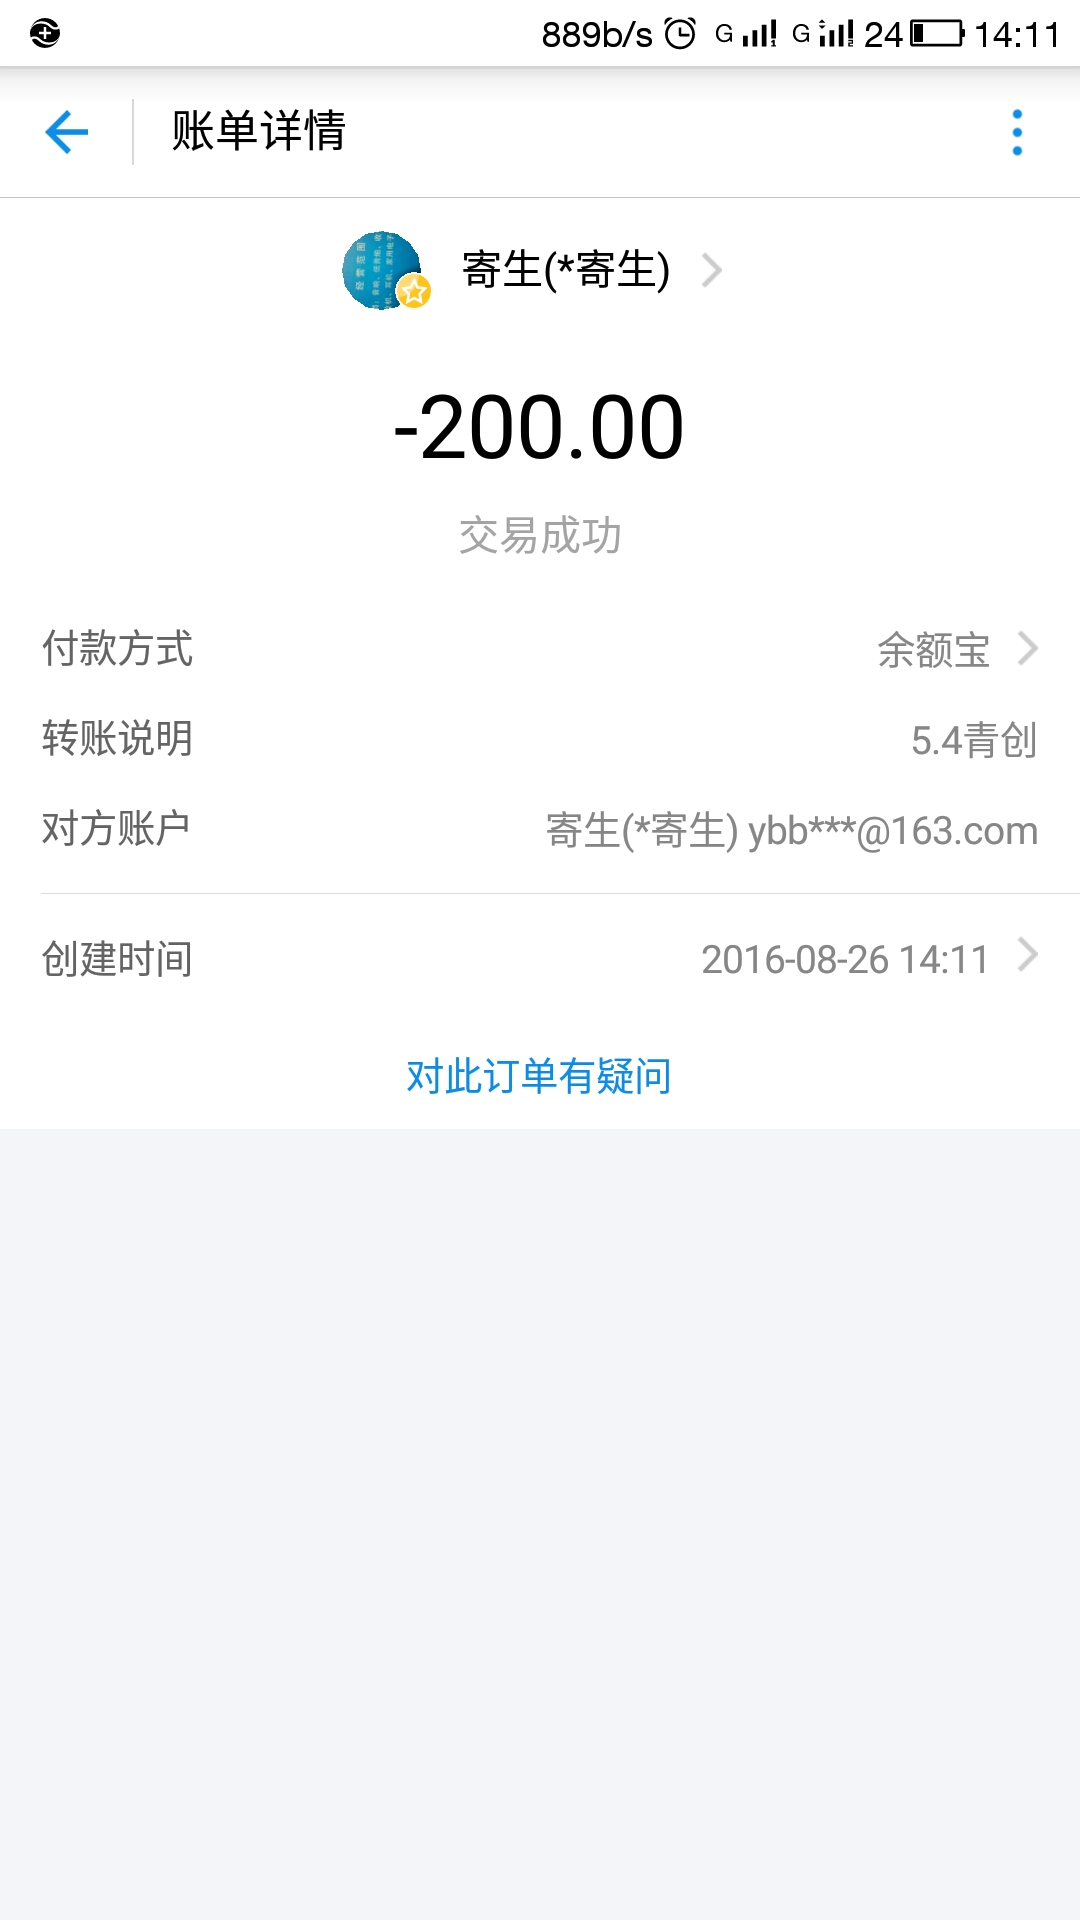 889b/s G G 24 14:11
账单详情
寄生(*寄生)
-200.00
交易成功
付款方式 余额宝
转账说明 5.4青创
对方账户 寄生(*寄生) ybb***@163.com
创建时间 2016-08-26 14:11
对此订单有疑问